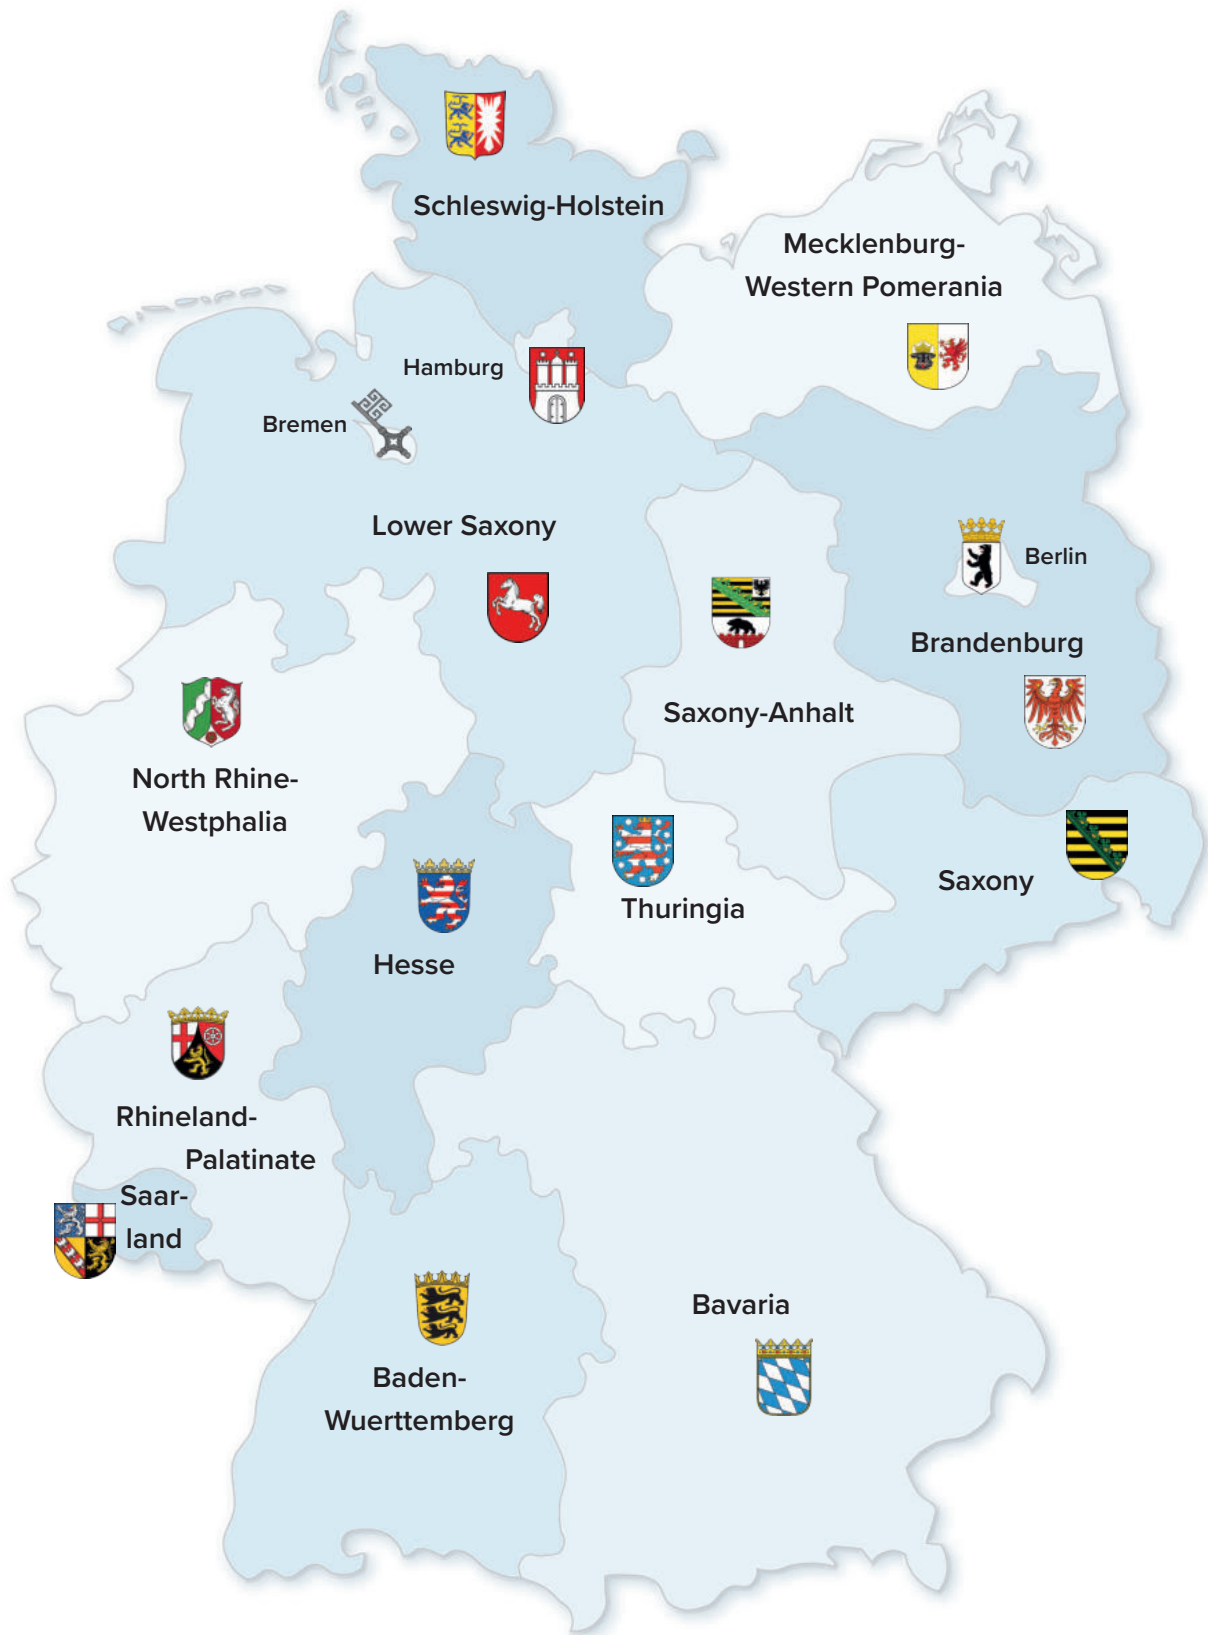 Schleswig-Holstein
Mecklenburg-
Western Pomerania
Hamburg
Bremen
Lower Saxony
Berlin
Brandenburg
Saxony-Anhalt
North Rhine-
Westphalia
Saxony
Thuringia
Hesse
Rhineland-
Palatinate
Saar-
land
Bavaria
Baden-
Wuerttemberg